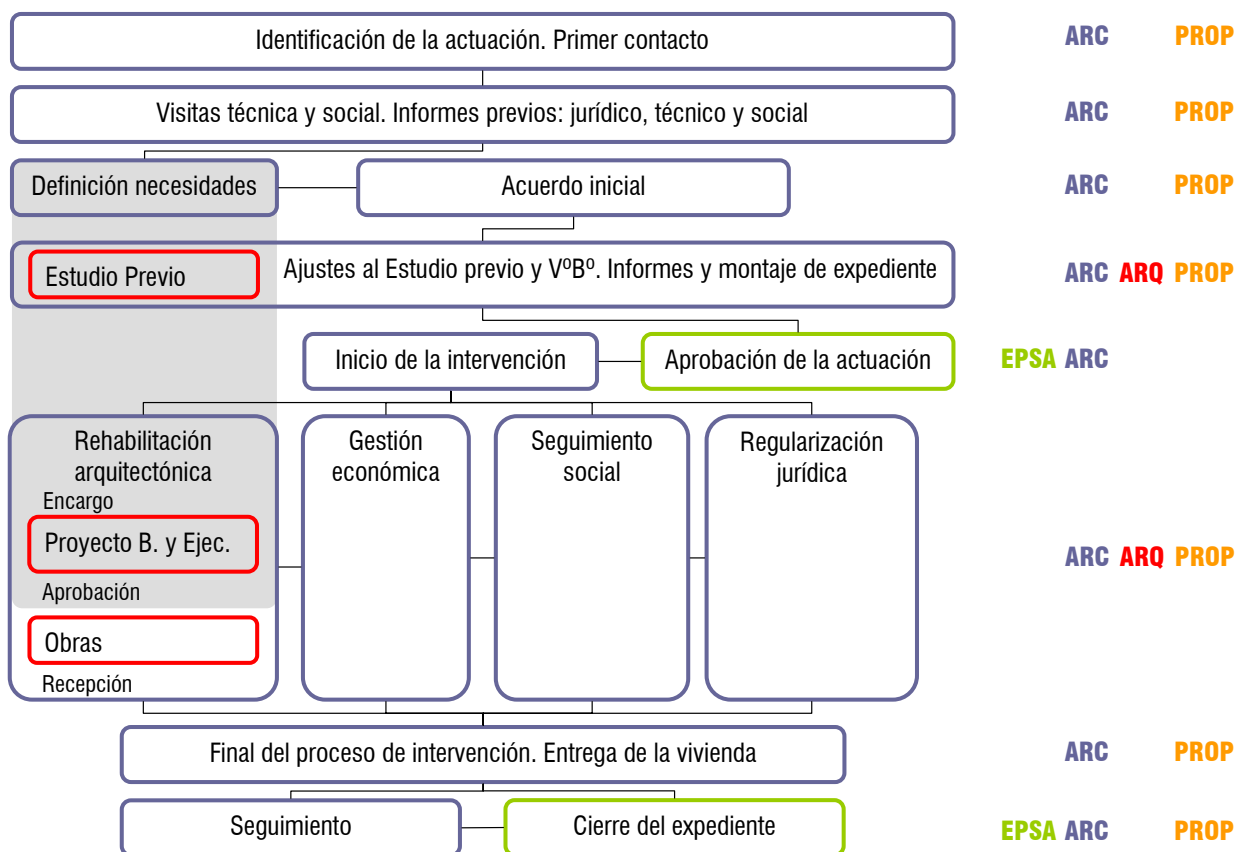 Identificación de la actuación. Primer contacto
ARC PROP
Visitas técnica y social. Informes previos: jurídico, técnico y social
ARC PROP
Definición necesidades
Acuerdo inicial
ARC PROP
Estudio Previo
Ajustes al Estudio previo y VºBº. Informes y montaje de expediente
ARC ARQ PROP
Inicio de la intervención
Aprobación de la actuación
EPSA ARC
Rehabilitación
arquitectónica
Encargo
Proyecto B. y Ejec.
Aprobación
Obras
Recepción
Gestión
económica
Seguimiento
social
Regularización
jurídica
ARC ARQ PROP
Final del proceso de intervención. Entrega de la vivienda
ARC PROP
Seguimiento
Cierre del expediente
EPSA ARC PROP